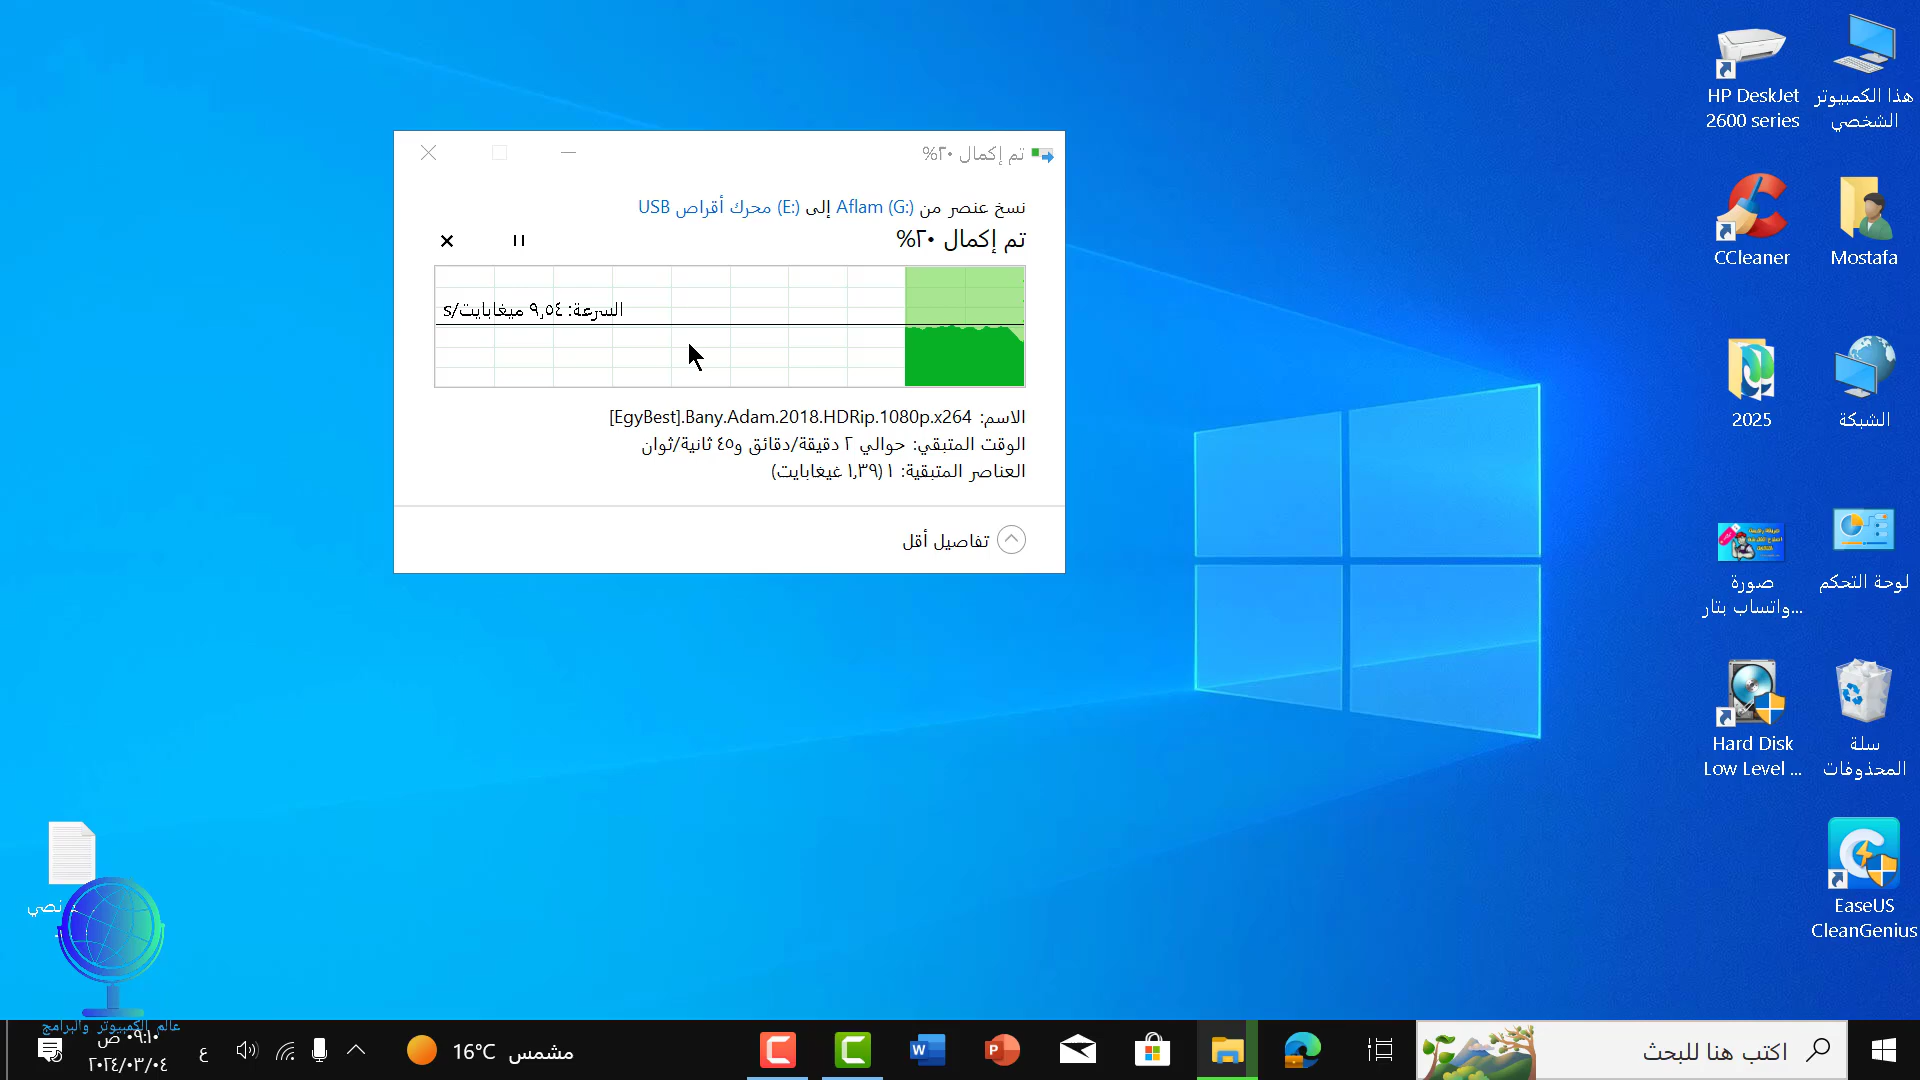 تم إكمال ٢٠%
نسخ عنصر من Aflam (G:) إلى محرك أقراص USB (E:)
تم إكمال ٢٠%
السرعة: ٩,٥٤ ميغابايت/s
الاسم: [EgyBest].Bany.Adam.2018.HDRip.1080p.x264
الوقت المتبقي: حوالي ٢ دقيقة/دقائق و٤٥ ثانية/ثوان
العناصر المتبقية: ١ (١,٣٩ غيغابايت)
تفاصيل أقل
هذا الكمبيوتر
الشخصي
HP DeskJet
2600 series
Mostafa
CCleaner
الشبكة
2025
لوحة التحكم
صورة
واتساب بتار...
سلة
المحذوفات
Hard Disk
Low Level ...
EaseUS
CleanGenius
نصي
عالم الكمبيوتر والبرامج
اكتب هنا للبحث
16°C مشمس
ع
٠٩:١٠ ص
٢٠٢٤/٠٣/٠٤